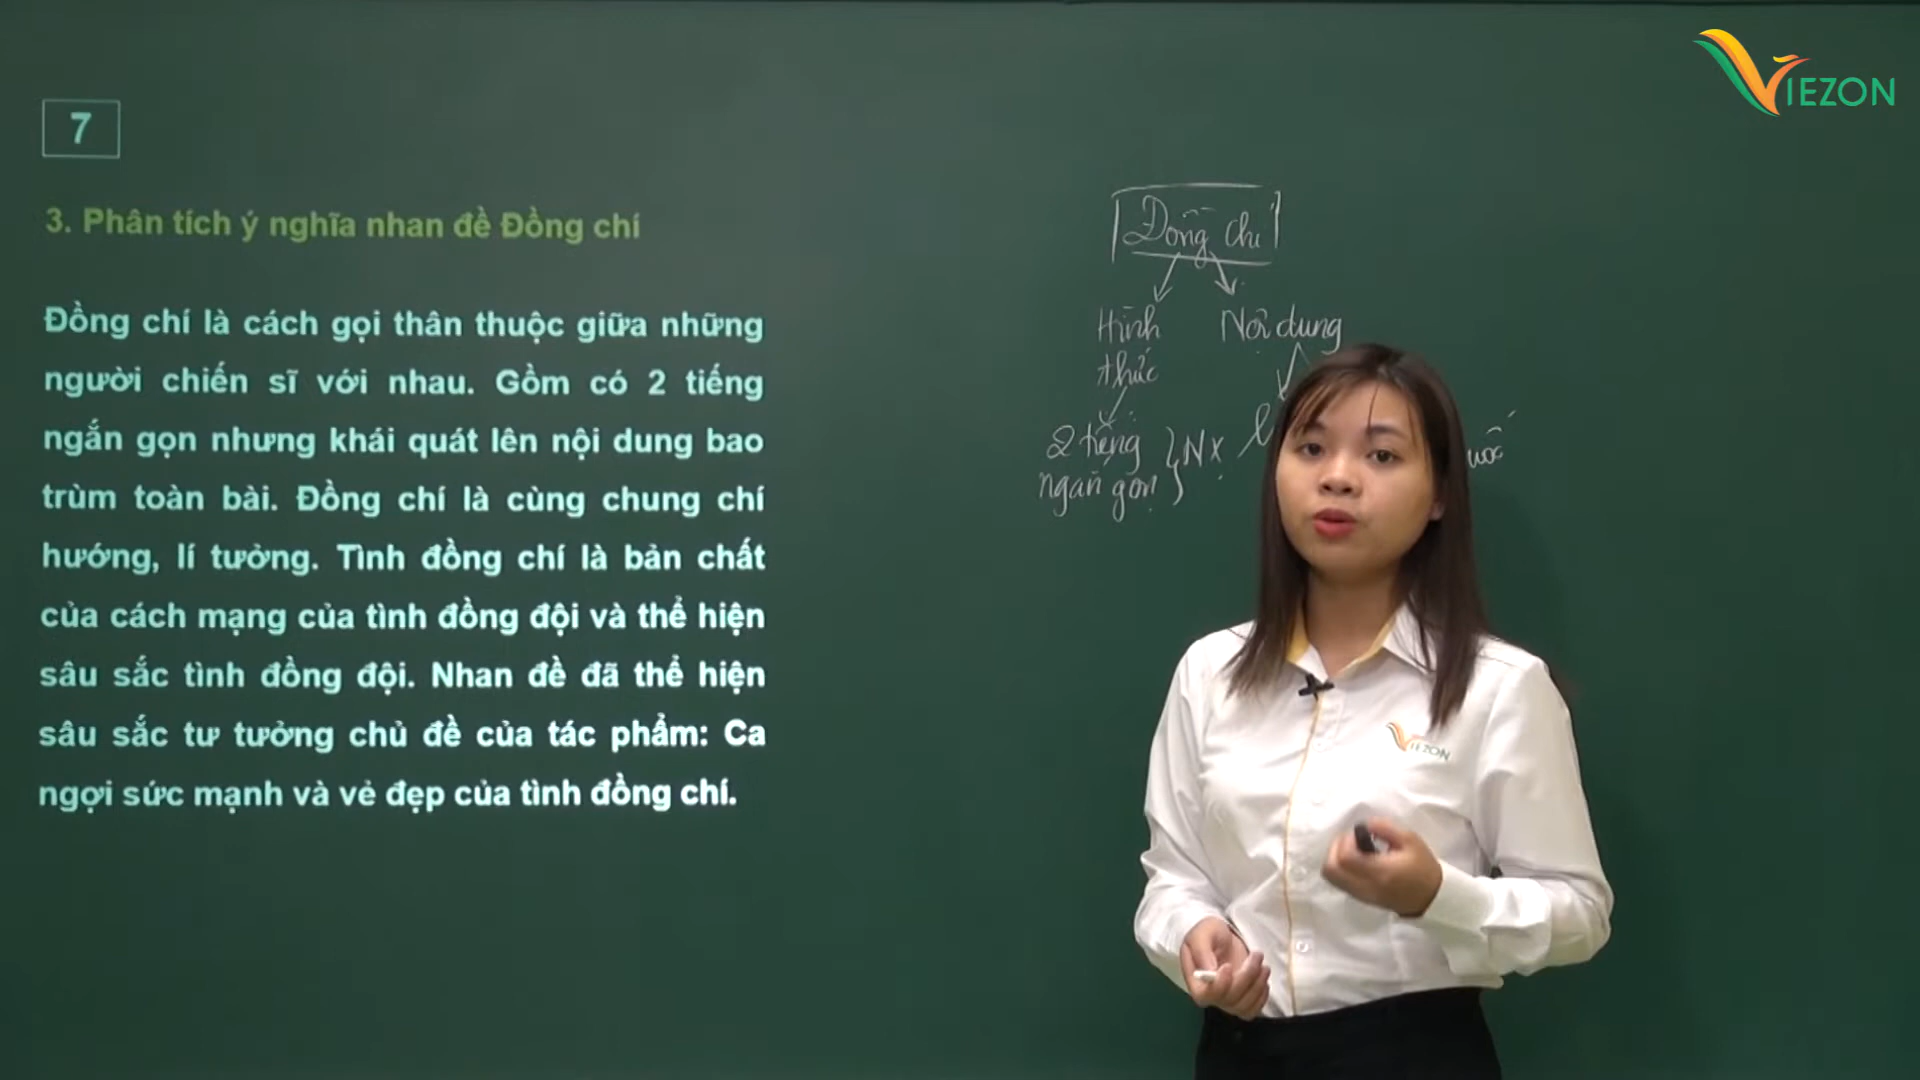 VIEZON
7
3. Phân tích ý nghĩa nhan đề Đồng chí
Đồng chí là cách gọi thân thuộc giữa những
người chiến sĩ với nhau. Gồm có 2 tiếng
ngắn gọn nhưng khái quát lên nội dung bao
trùm toàn bài. Đồng chí là cùng chung chí
hướng, lí tưởng. Tình đồng chí là bản chất
của cách mạng của tình đồng đội và thể hiện
sâu sắc tình đồng đội. Nhan đề đã thể hiện
sâu sắc tư tưởng chủ đề của tác phẩm: Ca
ngợi sức mạnh và vẻ đẹp của tình đồng chí.
Đồng chí
Hình
thức
Nội dung
2 tiếng
ngắn gọn
NX
VIEZON